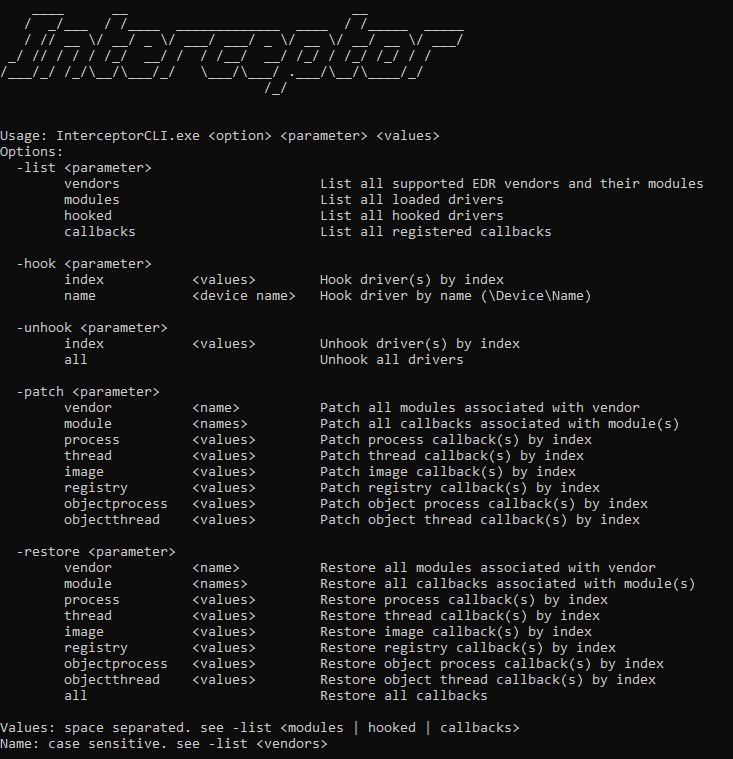 Interceptor
Usage: InterceptorCLI.exe <option> <parameter> <values>
Options:
  -list <parameter>
        vendors                         List all supported EDR vendors and their modules
        modules                         List all loaded drivers
        hooked                          List all hooked drivers
        callbacks                       List all registered callbacks
  -hook <parameter>
        index           <values>        Hook driver(s) by index
        name            <device name>   Hook driver by name (\Device\Name)
  -unhook <parameter>
        index           <values>        Unhook driver(s) by index
        all                             Unhook all drivers
  -patch <parameter>
        vendor          <name>          Patch all modules associated with vendor
        module          <names>         Patch all callbacks associated with module(s)
        process         <values>        Patch process callback(s) by index
        thread          <values>        Patch thread callback(s) by index
        image           <values>        Patch image callback(s) by index
        registry        <values>        Patch registry callback(s) by index
        objectprocess   <values>        Patch object process callback(s) by index
        objectthread    <values>        Patch object thread callback(s) by index
  -restore <parameter>
        vendor          <name>          Restore all modules associated with vendor
        module          <names>         Restore all callbacks associated with module(s)
        process         <values>        Restore process callback(s) by index
        thread          <values>        Restore thread callback(s) by index
        image           <values>        Restore image callback(s) by index
        registry        <values>        Restore registry callback(s) by index
        objectprocess   <values>        Restore object process callback(s) by index
        objectthread    <values>        Restore object thread callback(s) by index
        all                             Restore all callbacks
Values: space separated. see -list <modules | hooked | callbacks>
Name: case sensitive. see -list <vendors>